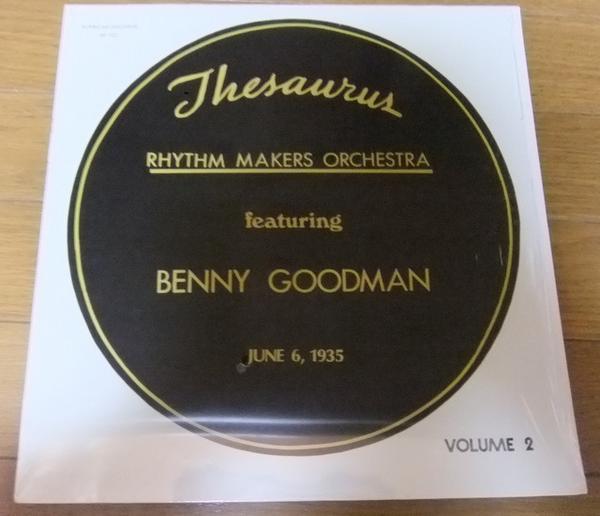 Thesaurus
RHYTHM MAKERS ORCHESTRA
featuring
BENNY GOODMAN
JUNE 6, 1935
VOLUME 2